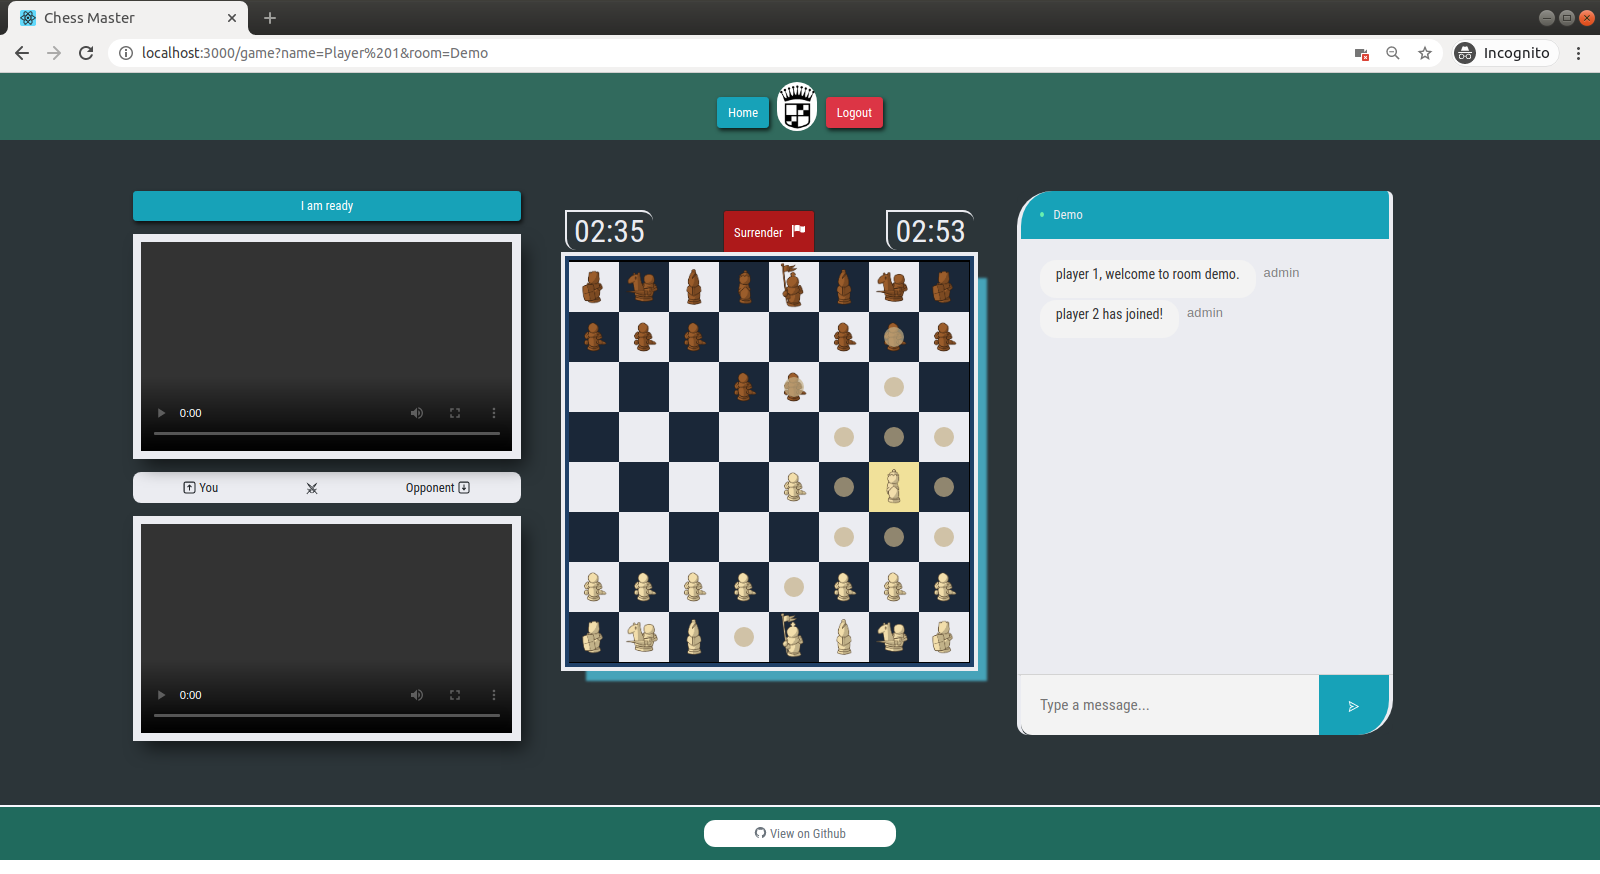 Chess Master
localhost:3000/game?name=Player%201&room=Demo
Incognito
Home
Logout
I am ready
0:00
You
Opponent
0:00
02:35
Surrender
02:53
Demo
player 1, welcome to room demo.
admin
player 2 has joined!
admin
Type a message...
View on Github